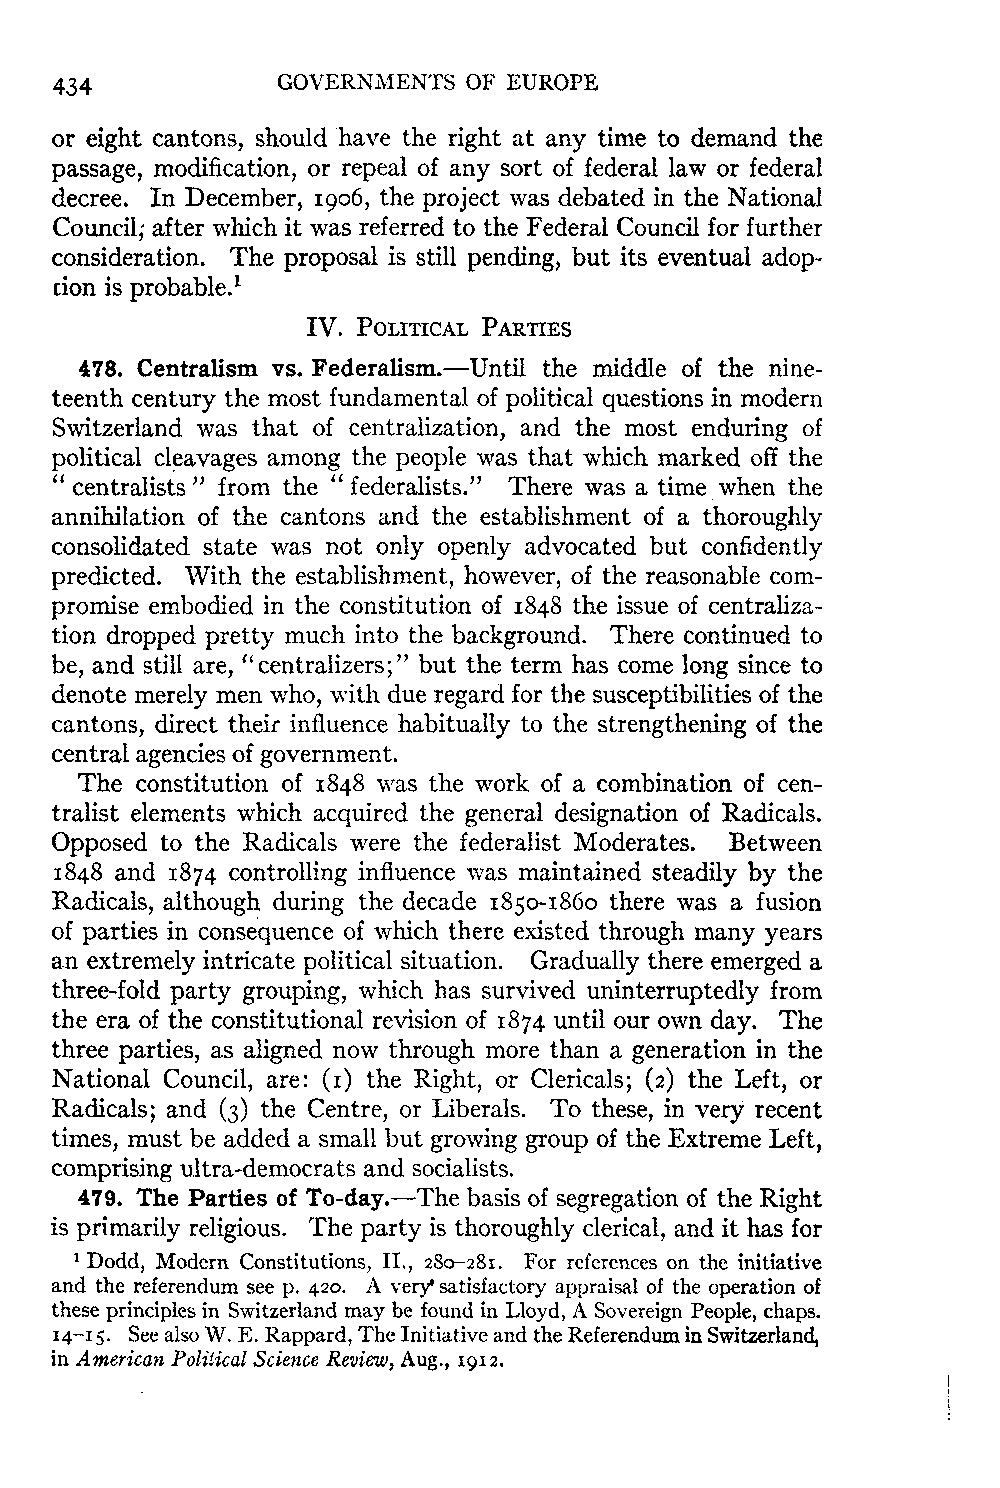 434 GOVERNMENTS OF EUROPE
or eight cantons, should have the right at any time to demand the
passage, modification, or repeal of any sort of federal law or federal
decree. In December, 1906, the project was debated in the National
Council; after which it was referred to the Federal Council for further
consideration. The proposal is still pending, but its eventual adop-
tion is probable.¹
IV. POLITICAL PARTIES
478. Centralism vs. Federalism.—Until the middle of the nine-
teenth century the most fundamental of political questions in modern
Switzerland was that of centralization, and the most enduring of
political cleavages among the people was that which marked off the
“ centralists ” from the “ federalists.” There was a time when the
annihilation of the cantons and the establishment of a thoroughly
consolidated state was not only openly advocated but confidently
predicted. With the establishment, however, of the reasonable com-
promise embodied in the constitution of 1848 the issue of centraliza-
tion dropped pretty much into the background. There continued to
be, and still are, “centralizers;” but the term has come long since to
denote merely men who, with due regard for the susceptibilities of the
cantons, direct their influence habitually to the strengthening of the
central agencies of government.
The constitution of 1848 was the work of a combination of cen-
tralist elements which acquired the general designation of Radicals.
Opposed to the Radicals were the federalist Moderates. Between
1848 and 1874 controlling influence was maintained steadily by the
Radicals, although during the decade 1850-1860 there was a fusion
of parties in consequence of which there existed through many years
an extremely intricate political situation. Gradually there emerged a
three-fold party grouping, which has survived uninterruptedly from
the era of the constitutional revision of 1874 until our own day. The
three parties, as aligned now through more than a generation in the
National Council, are: (1) the Right, or Clericals; (2) the Left, or
Radicals; and (3) the Centre, or Liberals. To these, in very recent
times, must be added a small but growing group of the Extreme Left,
comprising ultra-democrats and socialists.
479. The Parties of To-day.—The basis of segregation of the Right
is primarily religious. The party is thoroughly clerical, and it has for
¹ Dodd, Modern Constitutions, II., 280–281. For references on the initiative
and the referendum see p. 420. A very satisfactory appraisal of the operation of
these principles in Switzerland may be found in Lloyd, A Sovereign People, chaps.
14–15. See also W. E. Rappard, The Initiative and the Referendum in Switzerland,
in American Political Science Review, Aug., 1912.